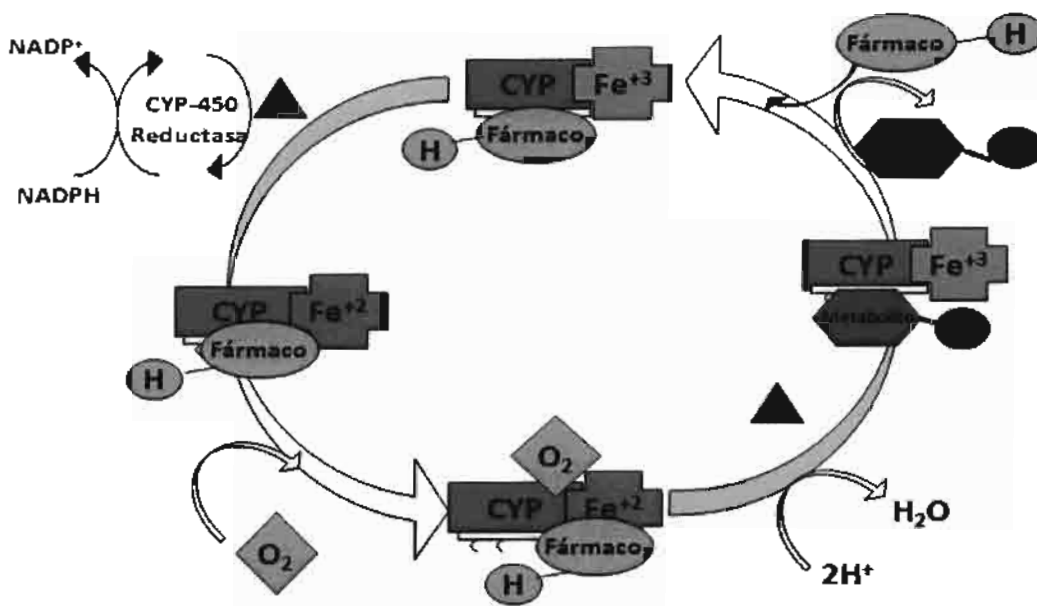 NADP⁺
CYP-450
Reductasa
NADPH
CYP Fe⁺³
Fármaco
H
Fármaco
H
CYP Fe⁺³
Metabolito
CYP Fe⁺²
Fármaco
H
O₂
O₂
CYP Fe⁺²
Fármaco
H
H₂O
2H⁺